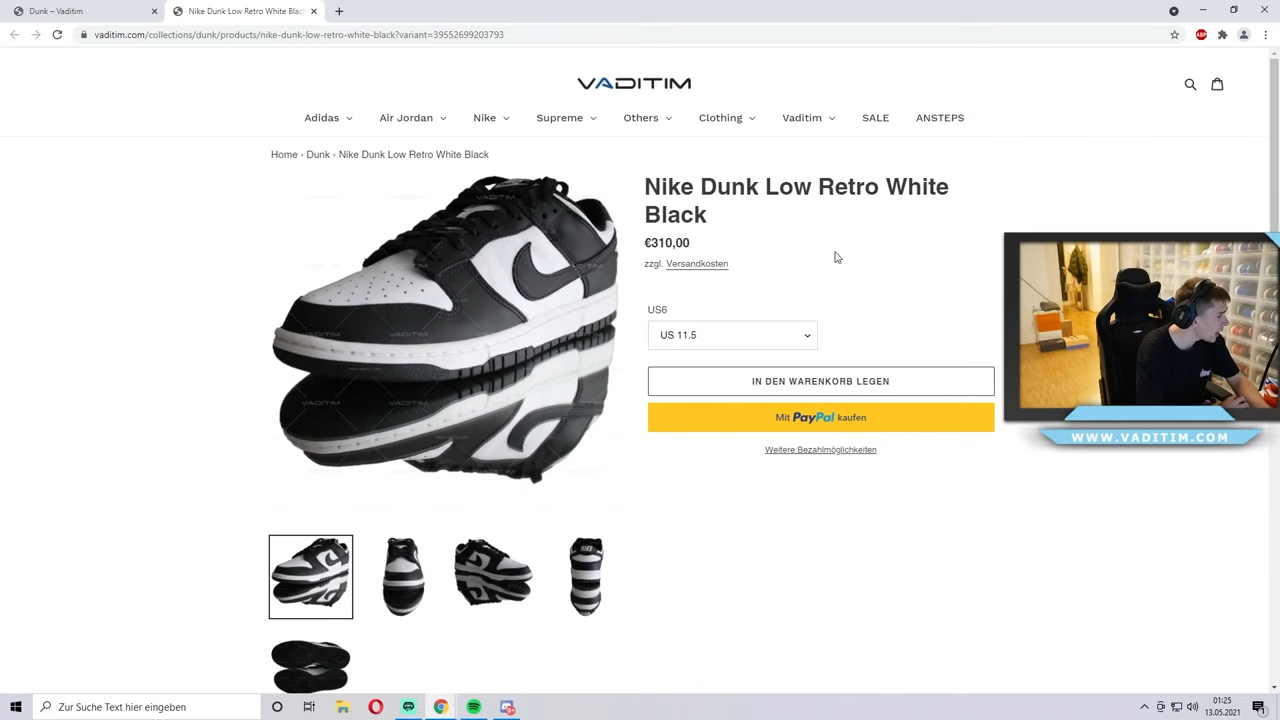 Dunk – Vaditim
Nike Dunk Low Retro White Blac
vaditim.com/collections/dunk/products/nike-dunk-low-retro-white-black?variant=39552699203793
ABP
VADITIM
Adidas Air Jordan Nike Supreme Others Clothing Vaditim SALE ANSTEPS
Home › Dunk › Nike Dunk Low Retro White Black
Nike Dunk Low Retro White
Black
€310,00
zzgl. Versandkosten
US6
US 11.5
IN DEN WARENKORB LEGEN
Mit PayPal kaufen
Weitere Bezahlmöglichkeiten
VADITIM
WWW.VADITIM.COM
Zur Suche Text hier eingeben
01:25
13.05.2021